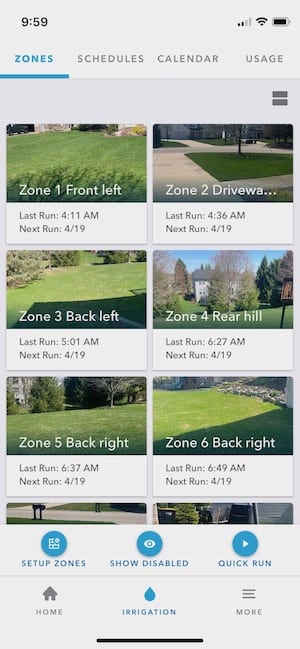 9:59
ZONES SCHEDULES CALENDAR USAGE
Zone 1 Front left Zone 2 Drivewa...
Last Run: 4:11 AM Last Run: 4:36 AM
Next Run: 4/19 Next Run: 4/19
Zone 3 Back left Zone 4 Rear hill
Last Run: 5:01 AM Last Run: 6:27 AM
Next Run: 4/19 Next Run: 4/19
Zone 5 Back right Zone 6 Back right
Last Run: 6:37 AM Last Run: 6:49 AM
Next Run: 4/19 Next Run: 4/19
SETUP ZONES SHOW DISABLED QUICK RUN
HOME IRRIGATION MORE